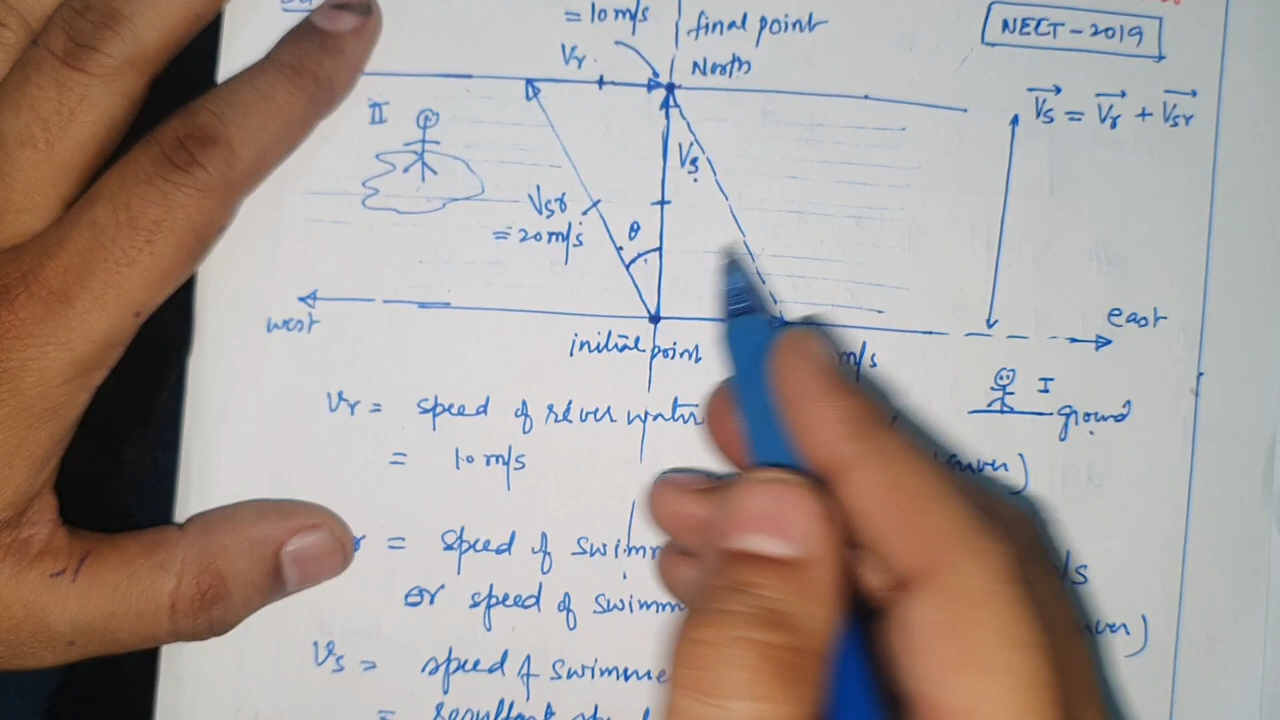 = 10 m/s
final point
NEET-2019
Vr.
North
II
Vs = Vr + Vsr
Vs
Vsr
= 20 m/s
θ
west
east
initial point
m/s
I
ground
Vr = speed of river water
= 10 m/s
r = speed of swimm
or speed of swimm
/s
Vs = speed of swimme
=